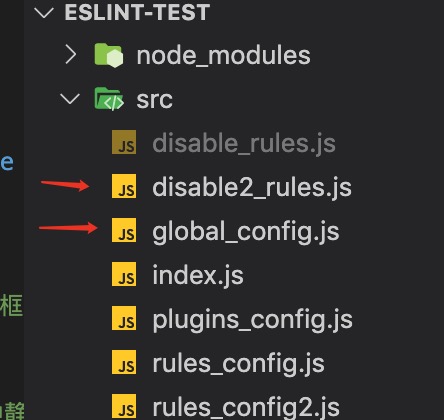 ESLINT-TEST
node_modules
src
JS disable_rules.js
e
JS disable2_rules.js
JS global_config.js
JS index.js
框
JS plugins_config.js
JS rules_config.js
静
JS rules_config2.js